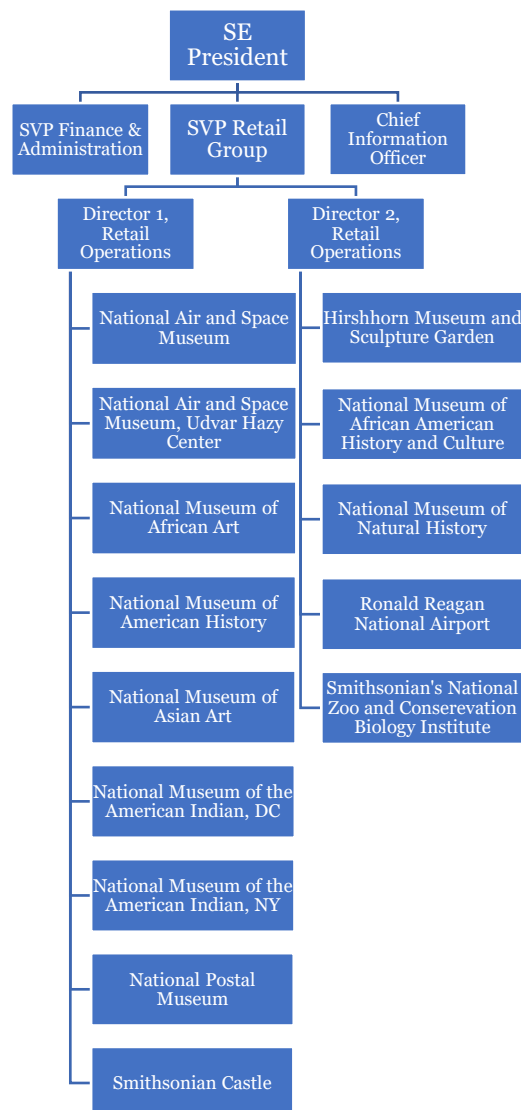 SE
President
SVP Finance &
Administration
SVP Retail
Group
Chief
Information
Officer
Director 1,
Retail
Operations
Director 2,
Retail
Operations
National Air and Space
Museum
National Air and Space
Museum, Udvar Hazy
Center
National Museum of
African Art
National Museum of
American History
National Museum of
Asian Art
National Museum of the
American Indian, DC
National Museum of the
American Indian, NY
National Postal
Museum
Smithsonian Castle
Hirshhorn Museum and
Sculpture Garden
National Museum of
African American
History and Culture
National Museum of
Natural History
Ronald Reagan
National Airport
Smithsonian's National
Zoo and Conserevation
Biology Institute